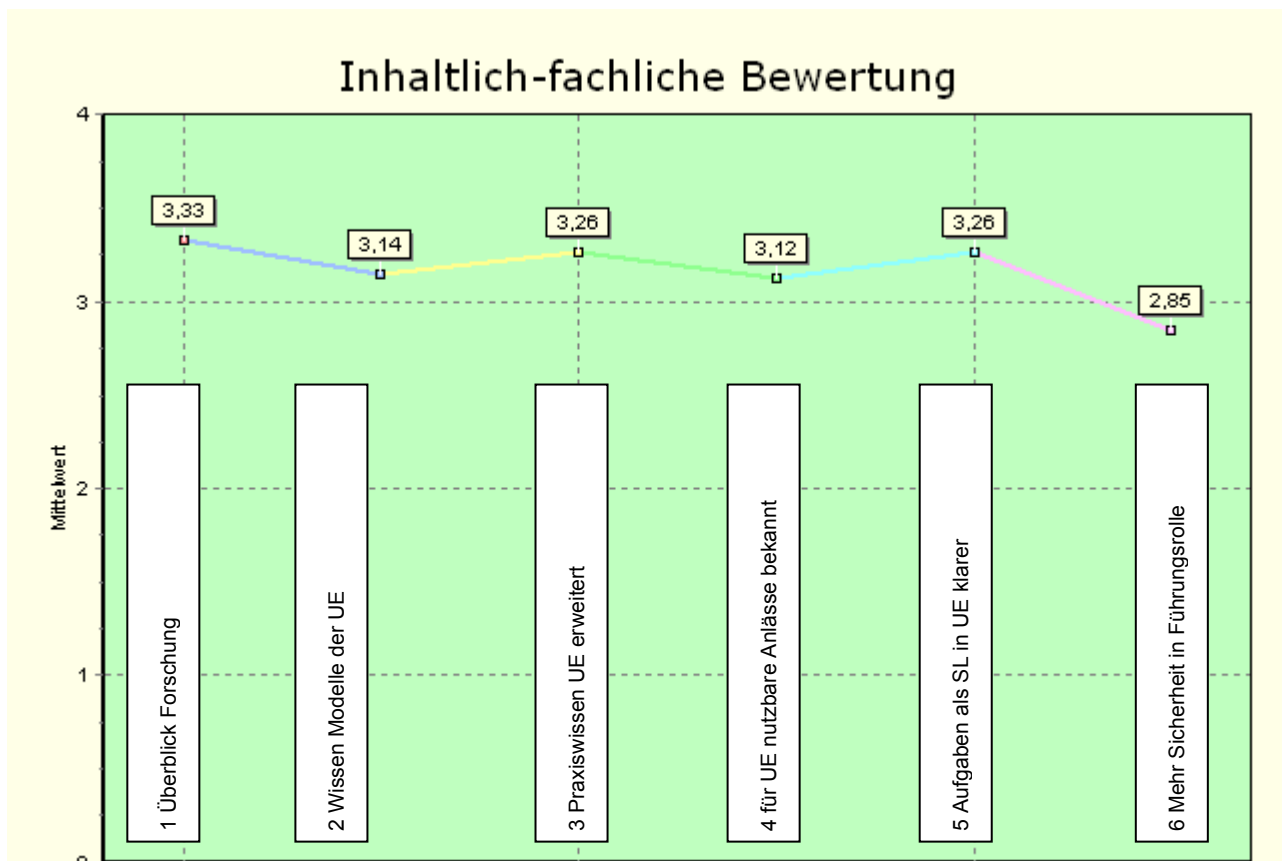 Inhaltlich-fachliche Bewertung
4
3,33
3,14
3,26
3,12
3,26
2,85
3
Mittelwert
2
1
0
1 Überblick Forschung
2 Wissen Modelle der UE
3 Praxiswissen UE erweitert
4 für UE nutzbare Anlässe bekannt
5 Aufgaben als SL in UE klarer
6 Mehr Sicherheit in Führungsrolle